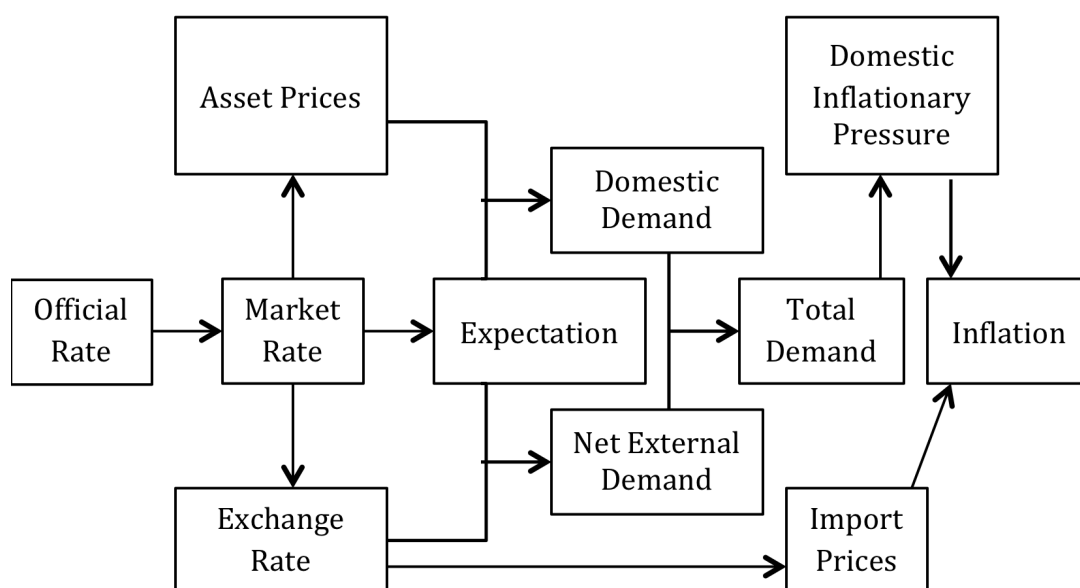 Asset Prices
Domestic
Inflationary
Pressure
Domestic
Demand
Official
Rate
Market
Rate
Expectation
Total
Demand
Inflation
Net External
Demand
Exchange
Rate
Import
Prices